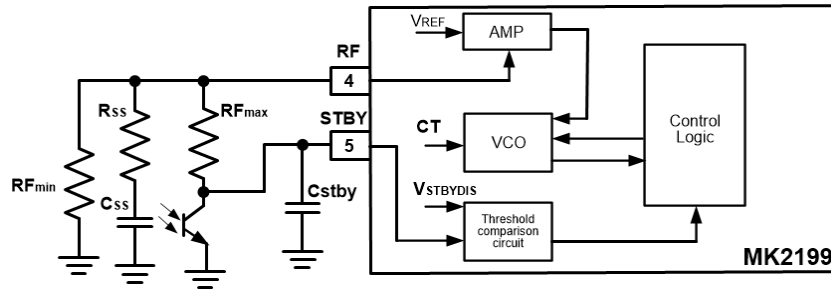 VREF
AMP
RF
4
RSS
RFmax
STBY
5
CT
VCO
Control
Logic
RFmin
CSS
Cstby
VSTBYDIS
Threshold
comparison
circuit
MK2199